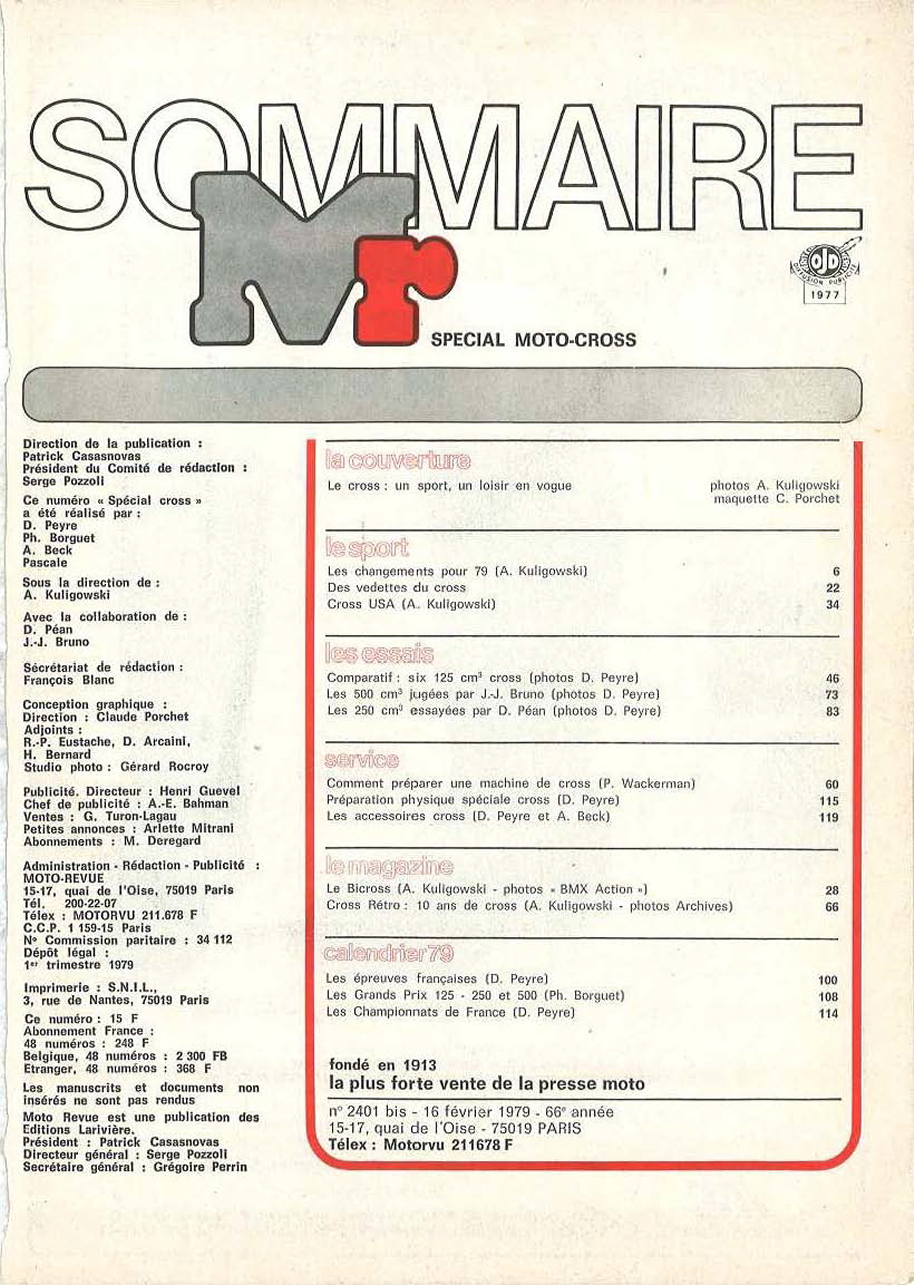 SOMMAIRE
Mr
OJD
DIFFUSION PUBLICITÉ
1977
SPECIAL MOTO-CROSS
Direction de la publication :
Patrick Casasnovas
Président du Comité de rédaction :
Serge Pozzoli
Ce numéro « Spécial cross »
a été réalisé par :
D. Peyre
Ph. Borguet
A. Beck
Pascale
Sous la direction de :
A. Kuligowski
Avec la collaboration de :
D. Péan
J.-J. Bruno
Sécrétariat de rédaction :
François Blanc
Conception graphique :
Direction : Claude Porchet
Adjoints :
R.-P. Eustache, D. Arcaini,
H. Bernard
Studio photo : Gérard Rocroy
Publicité. Directeur : Henri Guevel
Chef de publicité : A.-E. Bahman
Ventes : G. Turon-Lagau
Petites annonces : Arlette Mitrani
Abonnements : M. Deregard
Administration - Rédaction - Publicité :
MOTO-REVUE
15-17, quai de l'Oise, 75019 Paris
Tél. 200-22-07
Télex : MOTORVU 211.678 F
C.C.P. 1 159-15 Paris
N° Commission paritaire : 34 112
Dépôt légal :
1er trimestre 1979
Imprimerie : S.N.I.L.,
3, rue de Nantes, 75019 Paris
Ce numéro : 15 F
Abonnement France :
48 numéros : 248 F
Belgique, 48 numéros : 2 300 FB
Etranger, 48 numéros : 368 F
Les manuscrits et documents non
insérés ne sont pas rendus
Moto Revue est une publication des
Editions Larivière.
Président : Patrick Casasnovas
Directeur général : Serge Pozzoli
Secrétaire général : Grégoire Perrin
la couverture
Le cross : un sport, un loisir en vogue photos A. Kuligowski
maquette C. Porchet
le sport
Les changements pour 79 (A. Kuligowski) 6
Des vedettes du cross 22
Cross USA (A. Kuligowski) 34
les essais
Comparatif : six 125 cm³ cross (photos D. Peyre) 46
Les 500 cm³ jugées par J.-J. Bruno (photos D. Peyre) 73
Les 250 cm³ essayées par D. Péan (photos D. Peyre) 83
service
Comment préparer une machine de cross (P. Wackerman) 60
Préparation physique spéciale cross (D. Peyre) 115
Les accessoires cross (D. Peyre et A. Beck) 119
le magazine
Le Bicross (A. Kuligowski - photos « BMX Action ») 28
Cross Rétro : 10 ans de cross (A. Kuligowski - photos Archives) 66
calendrier 79
Les épreuves françaises (D. Peyre) 100
Les Grands Prix 125 - 250 et 500 (Ph. Borguet) 108
Les Championnats de France (D. Peyre) 114
fondé en 1913
la plus forte vente de la presse moto
n° 2401 bis - 16 février 1979 - 66e année
15-17, quai de l'Oise - 75019 PARIS
Télex : Motorvu 211678 F